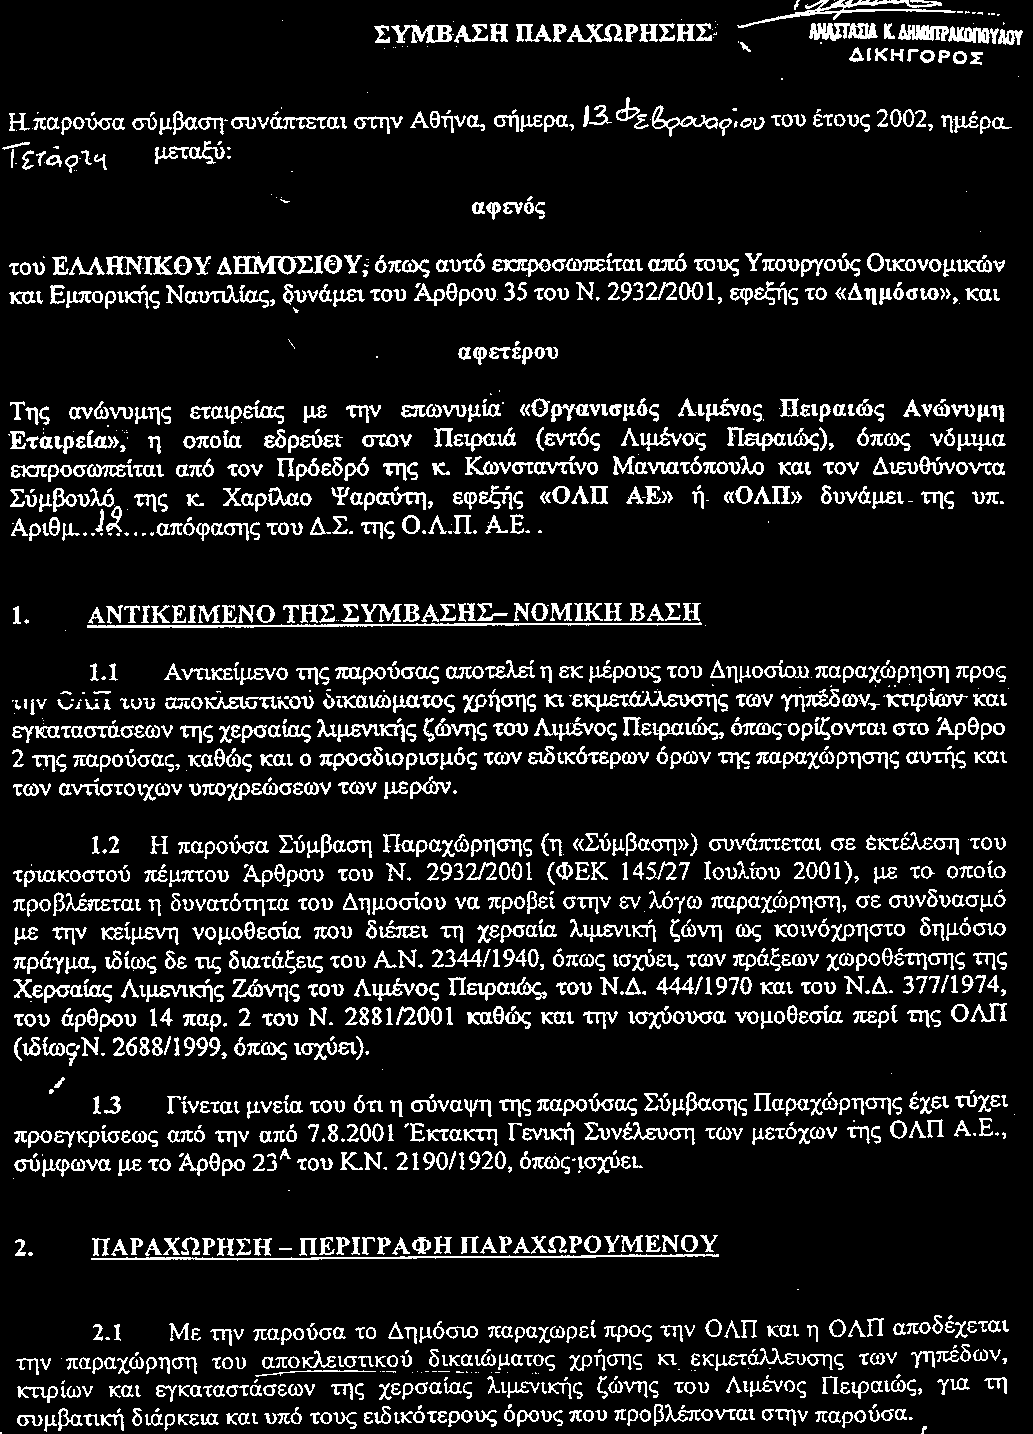 ΣΥΜΒΑΣΗ ΠΑΡΑΧΩΡΗΣΗΣ
ΑΝΑΣΤΑΣΙΑ Κ. ΔΗΜΗΤΡΑΚΟΠΟΥΛΟΥ
ΔΙΚΗΓΟΡΟΣ
Η παρούσα σύμβαση συνάπτεται στην Αθήνα, σήμερα, 13 Φεβρουαρίου του έτους 2002, ημέρα
Τετάρτη μεταξύ:
αφενός
του ΕΛΛΗΝΙΚΟΥ ΔΗΜΟΣΙΟΥ, όπως αυτό εκπροσωπείται από τους Υπουργούς Οικονομικών
και Εμπορικής Ναυτιλίας, δυνάμει του Άρθρου 35 του Ν. 2932/2001, εφεξής το «Δημόσιο», και
αφετέρου
Της ανώνυμης εταιρείας με την επωνυμία «Οργανισμός Λιμένος Πειραιώς Ανώνυμη
Εταιρεία», η οποία εδρεύει στον Πειραιά (εντός Λιμένος Πειραιώς), όπως νόμιμα
εκπροσωπείται από τον Πρόεδρό της κ. Κωνσταντίνο Μανιατόπουλο και τον Διευθύνοντα
Σύμβουλό της κ. Χαρίλαο Ψαραύτη, εφεξής «ΟΛΠ ΑΕ» ή «ΟΛΠ» δυνάμει της υπ.
Αριθμ.......απόφασης του Δ.Σ. της Ο.Λ.Π. Α.Ε. .
1. ΑΝΤΙΚΕΙΜΕΝΟ ΤΗΣ ΣΥΜΒΑΣΗΣ– ΝΟΜΙΚΗ ΒΑΣΗ
1.1 Αντικείμενο της παρούσας αποτελεί η εκ μέρους του Δημοσίου παραχώρηση προς
την ΟΛΠ του αποκλειστικού δικαιώματος χρήσης κι εκμετάλλευσης των γηπέδων, κτιρίων και
εγκαταστάσεων της χερσαίας λιμενικής ζώνης του Λιμένος Πειραιώς, όπως ορίζονται στο Άρθρο
2 της παρούσας, καθώς και ο προσδιορισμός των ειδικότερων όρων της παραχώρησης αυτής και
των αντίστοιχων υποχρεώσεων των μερών.
1.2 Η παρούσα Σύμβαση Παραχώρησης (η «Σύμβαση») συνάπτεται σε εκτέλεση του
τριακοστού πέμπτου Άρθρου του Ν. 2932/2001 (ΦΕΚ 145/27 Ιουλίου 2001), με το οποίο
προβλέπεται η δυνατότητα του Δημοσίου να προβεί στην εν λόγω παραχώρηση, σε συνδυασμό
με την κείμενη νομοθεσία που διέπει τη χερσαία λιμενική ζώνη ως κοινόχρηστο δημόσιο
πράγμα, ιδίως δε τις διατάξεις του Α.Ν. 2344/1940, όπως ισχύει, των πράξεων χωροθέτησης της
Χερσαίας Λιμενικής Ζώνης του Λιμένος Πειραιώς, του Ν.Δ. 444/1970 και του Ν.Δ. 377/1974,
του άρθρου 14 παρ. 2 του Ν. 2881/2001 καθώς και την ισχύουσα νομοθεσία περί της ΟΛΠ
(ιδίως Ν. 2688/1999, όπως ισχύει).
1.3 Γίνεται μνεία του ότι η σύναψη της παρούσας Σύμβασης Παραχώρησης έχει τύχει
προεγκρίσεως από την από 7.8.2001 Έκτακτη Γενική Συνέλευση των μετόχων της ΟΛΠ Α.Ε.,
σύμφωνα με το Άρθρο 23Α του Κ.Ν. 2190/1920, όπως ισχύει.
2. ΠΑΡΑΧΩΡΗΣΗ – ΠΕΡΙΓΡΑΦΗ ΠΑΡΑΧΩΡΟΥΜΕΝΟΥ
2.1 Με την παρούσα το Δημόσιο παραχωρεί προς την ΟΛΠ και η ΟΛΠ αποδέχεται
την παραχώρηση του αποκλειστικού δικαιώματος χρήσης κι εκμετάλλευσης των γηπέδων,
κτιρίων και εγκαταστάσεων της χερσαίας λιμενικής ζώνης του Λιμένος Πειραιώς, για τη
συμβατική διάρκεια και υπό τους ειδικότερους όρους που προβλέπονται στην παρούσα.